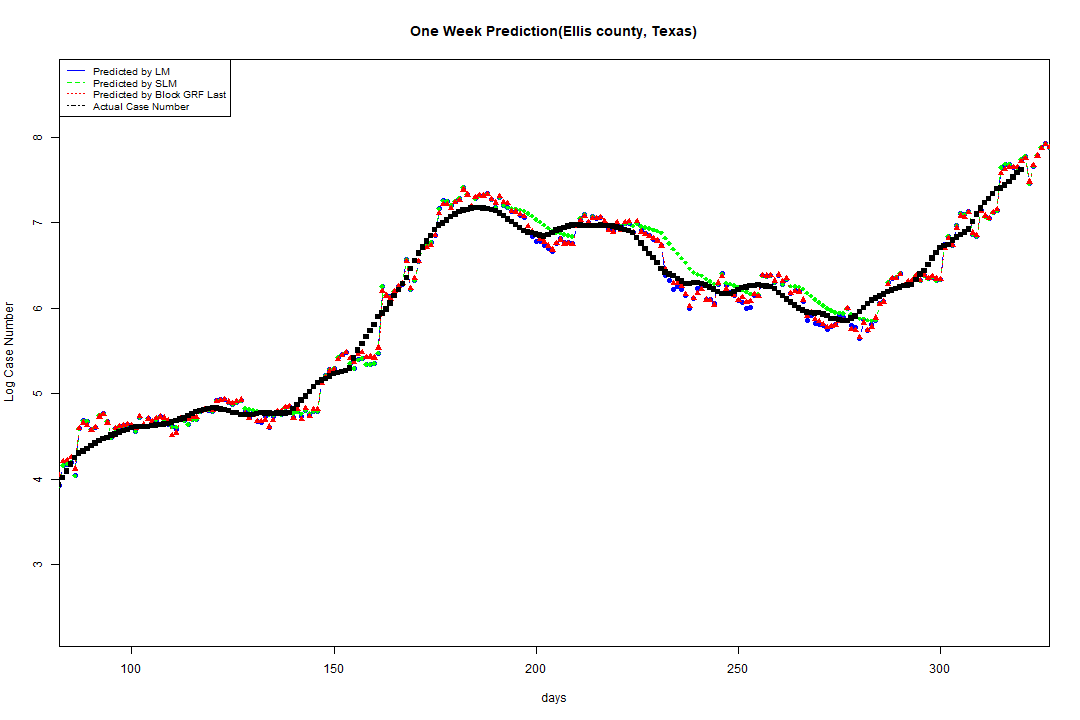 One Week Prediction(Ellis county, Texas)
Predicted by LM
Predicted by SLM
Predicted by Block GRF Last
Actual Case Number
8
7
6
5
4
3
Log Case Number
100 150 200 250 300
days